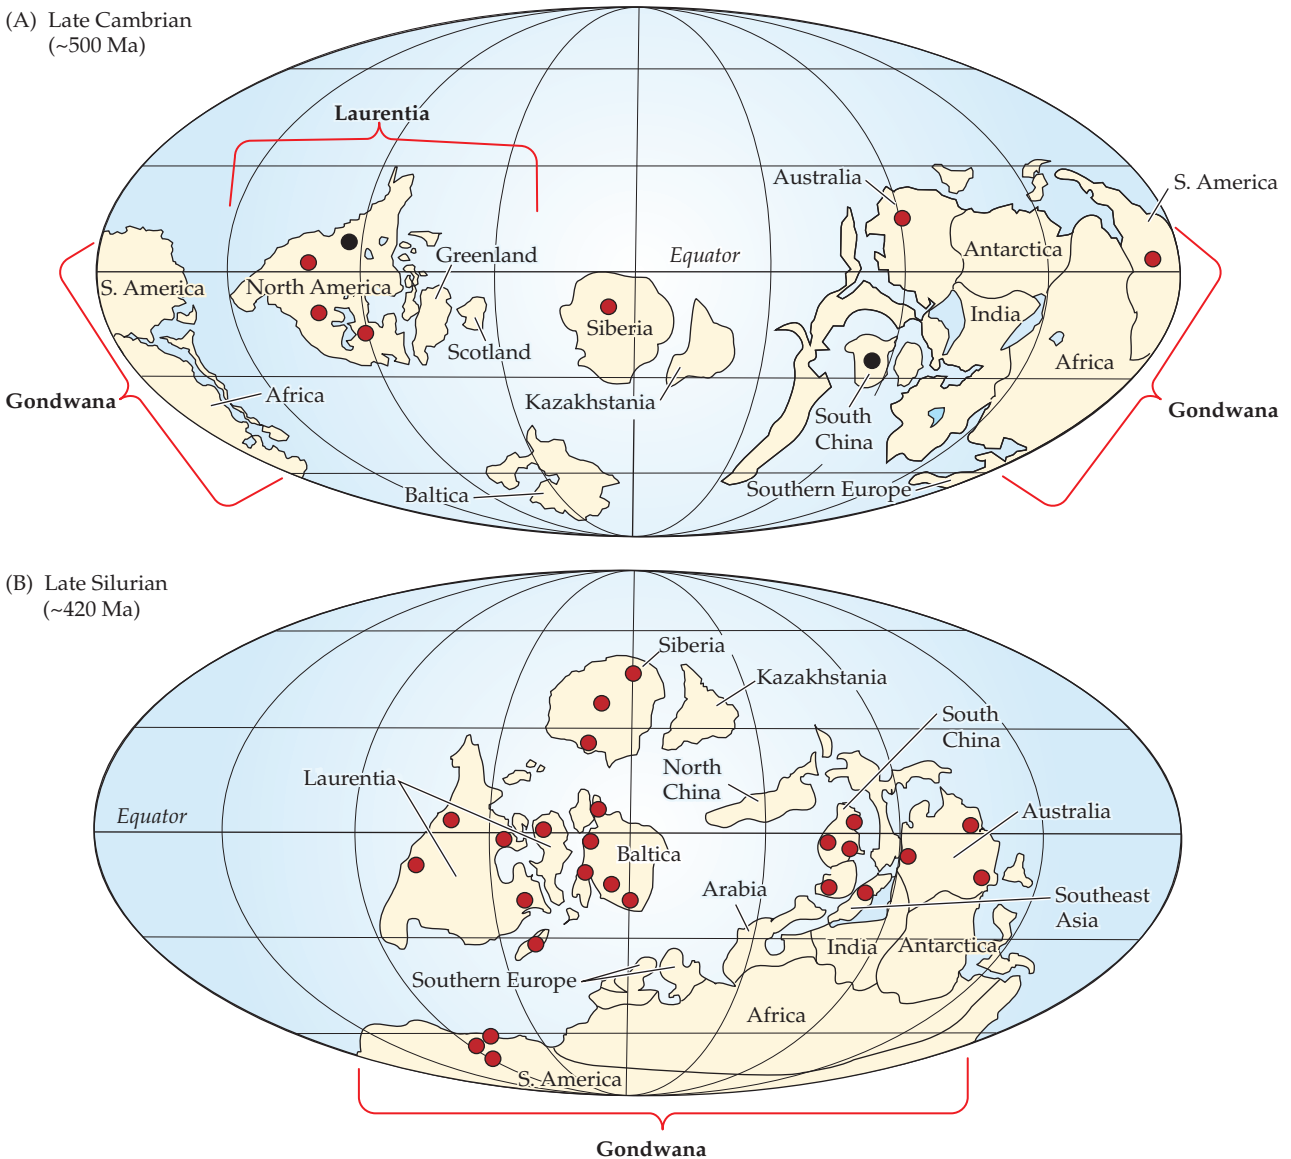 (A) Late Cambrian
(~500 Ma)
Laurentia
Australia
S. America
Equator
Greenland
Antarctica
S. America
North America
Siberia
India
Scotland
Kazakhstania
Africa
Africa
Gondwana
South
China
Gondwana
Baltica
Southern Europe
(B) Late Silurian
(~420 Ma)
Siberia
Kazakhstania
South
China
Laurentia
North
China
Equator
Australia
Baltica
Arabia
Southeast
Asia
India
Antarctica
Southern Europe
Africa
S. America
Gondwana